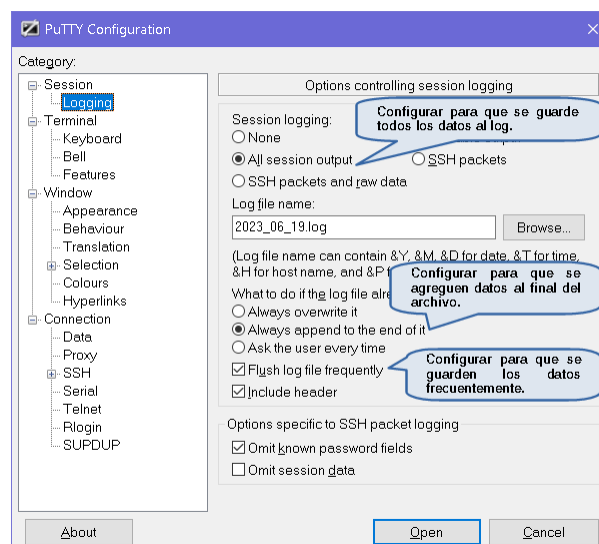 PuTTY Configuration
Category:
Session
Logging
Terminal
Keyboard
Bell
Features
Window
Appearance
Behaviour
Translation
Selection
Colours
Hyperlinks
Connection
Data
Proxy
SSH
Serial
Telnet
Rlogin
SUPDUP
Options controlling session logging
Session logging:
Configurar para que se guarde
todos los datos al log.
None
All session output
SSH packets
SSH packets and raw data
Log file name:
2023_06_19.log
Browse...
(Log file name can contain &Y, &M, &D for date, &T for time,
&H for host name, and &P
Configurar para que se
agreguen datos al final del
archivo.
What to do if the log file
Always overwrite it
Always append to the end of it
Ask the user every time
Flush log file frequently
Configurar para que se
guarden los datos
frecuentemente.
Include header
Options specific to SSH packet logging
Omit known password fields
Omit session data
About
Open
Cancel